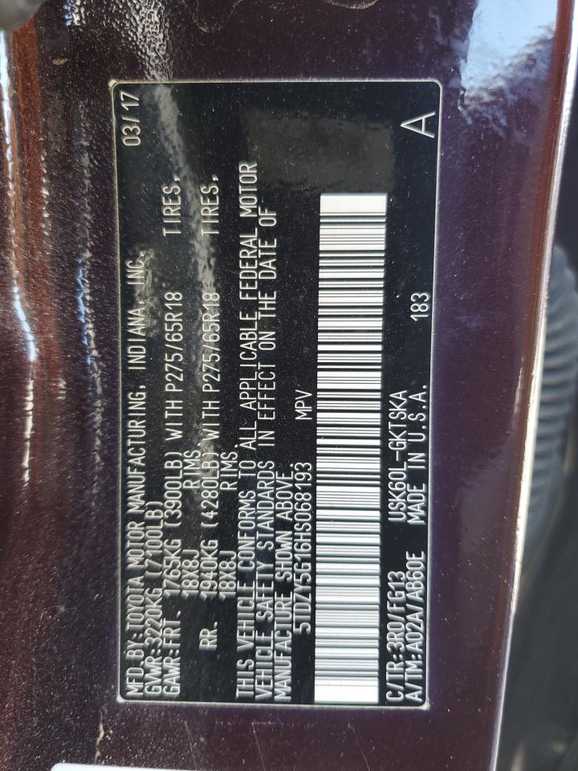 MFD.BY:TOYOTA MOTOR MANUFACTURING, INDIANA, INC. 03/17
GVWR:3220KG (7100LB)
GAWR:FRT. 1765KG (3900LB) WITH P275/65R18 TIRES,
18X8J RIMS,
RR. 1940KG (4280LB) WITH P275/65R18 TIRES,
18X8J RIMS.
THIS VEHICLE CONFORMS TO ALL APPLICABLE FEDERAL MOTOR
VEHICLE SAFETY STANDARDS IN EFFECT ON THE DATE OF
MANUFACTURE SHOWN ABOVE.
5TDZY5G16HS068193 MPV
C/TR:3R0/FG13 USK60L-GKTSKA
A/TM:A02A/AB60E MADE IN U.S.A. 183 A